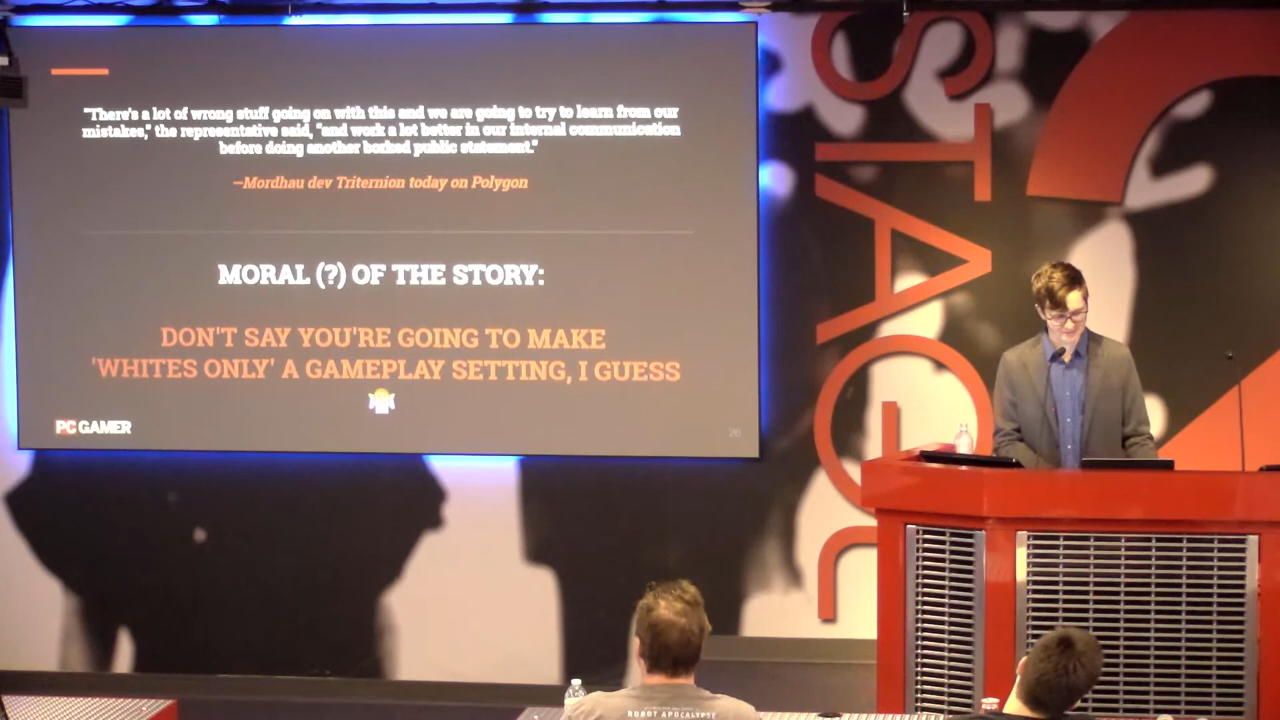 "There's a lot of wrong stuff going on with this and we are going to try to learn from our
mistakes," the representative said, "and work a lot better in our internal communication
before doing another borked public statement."
—Mordhau dev Triternion today on Polygon
MORAL (?) OF THE STORY:
DON'T SAY YOU'RE GOING TO MAKE
'WHITES ONLY' A GAMEPLAY SETTING, I GUESS
PC GAMER
26
ROBOT APOCALYPSE